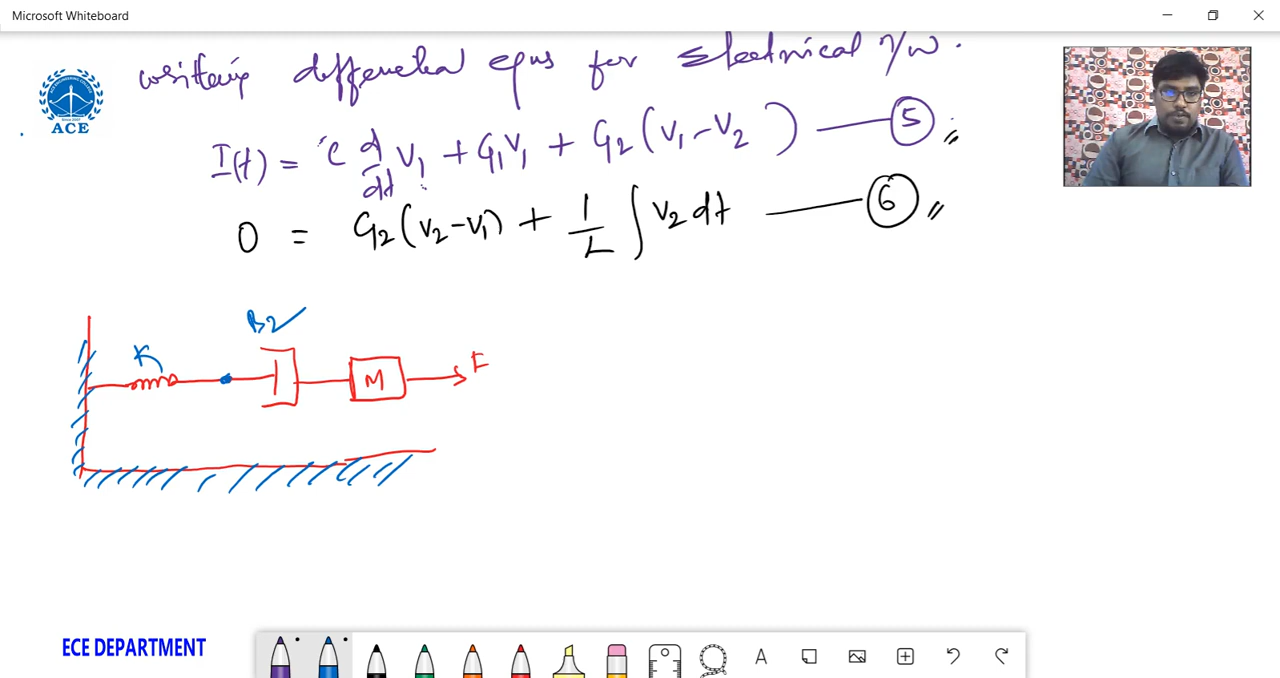 Microsoft Whiteboard
writing differential eqns for Electrical n/w.
ACE
I(t) = C d/dt V₁ + G₁V₁ + G₂(V₁-V₂) — ⑤
0 = G₂(V₂-V₁) + 1/L ∫ V₂ dt — ⑥
B2
K
M
F
ECE DEPARTMENT
A